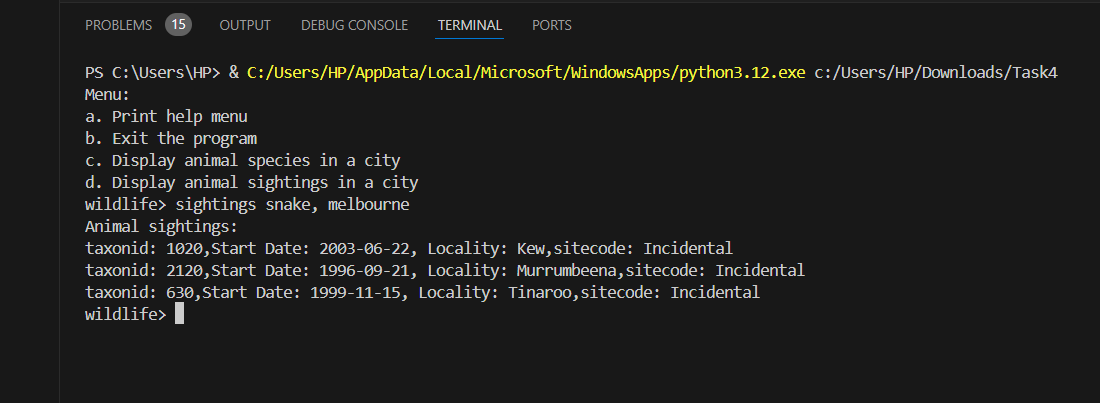 PROBLEMS 15 OUTPUT DEBUG CONSOLE TERMINAL PORTS
PS C:\Users\HP> & C:/Users/HP/AppData/Local/Microsoft/WindowsApps/python3.12.exe c:/Users/HP/Downloads/Task4
Menu:
a. Print help menu
b. Exit the program
c. Display animal species in a city
d. Display animal sightings in a city
wildlife> sightings snake, melbourne
Animal sightings:
taxonid: 1020,Start Date: 2003-06-22, Locality: Kew,sitecode: Incidental
taxonid: 2120,Start Date: 1996-09-21, Locality: Murrumbeena,sitecode: Incidental
taxonid: 630,Start Date: 1999-11-15, Locality: Tinaroo,sitecode: Incidental
wildlife>